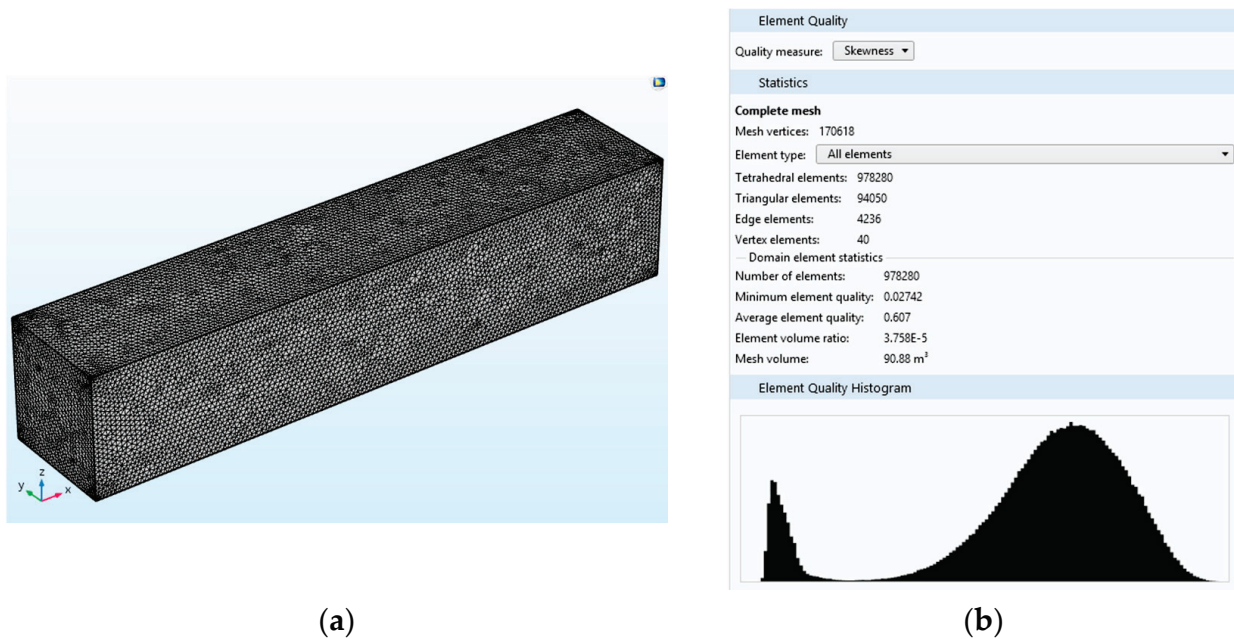 Element Quality
Quality measure: Skewness
Statistics
Complete mesh
Mesh vertices: 170618
Element type: All elements
Tetrahedral elements: 978280
Triangular elements: 94050
Edge elements: 4236
Vertex elements: 40
Domain element statistics
Number of elements: 978280
Minimum element quality: 0.02742
Average element quality: 0.607
Element volume ratio: 3.758E-5
Mesh volume: 90.88 m³
Element Quality Histogram
z
y x
(a) (b)